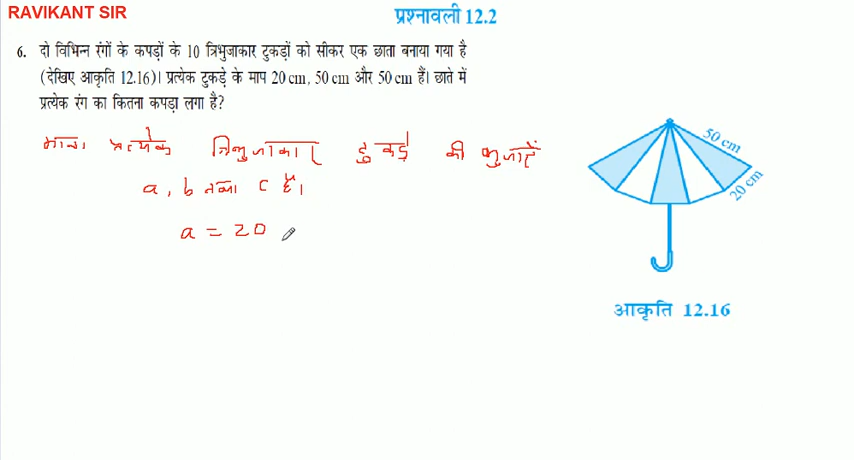 RAVIKANT SIR
प्रश्नावली 12.2
6. दो विभिन्न रंगों के कपड़ों के 10 त्रिभुजाकार टुकड़ों को सीकर एक छाता बनाया गया है
(देखिए आकृति 12.16)। प्रत्येक टुकड़े के माप 20 cm, 50 cm और 50 cm हैं। छाते में
प्रत्येक रंग का कितना कपड़ा लगा है?
माना प्रत्येक त्रिभुजाकार टुकड़े की भुजाएँ
a, b तथा c हैं।
a = 20
50 cm
20 cm
आकृति 12.16